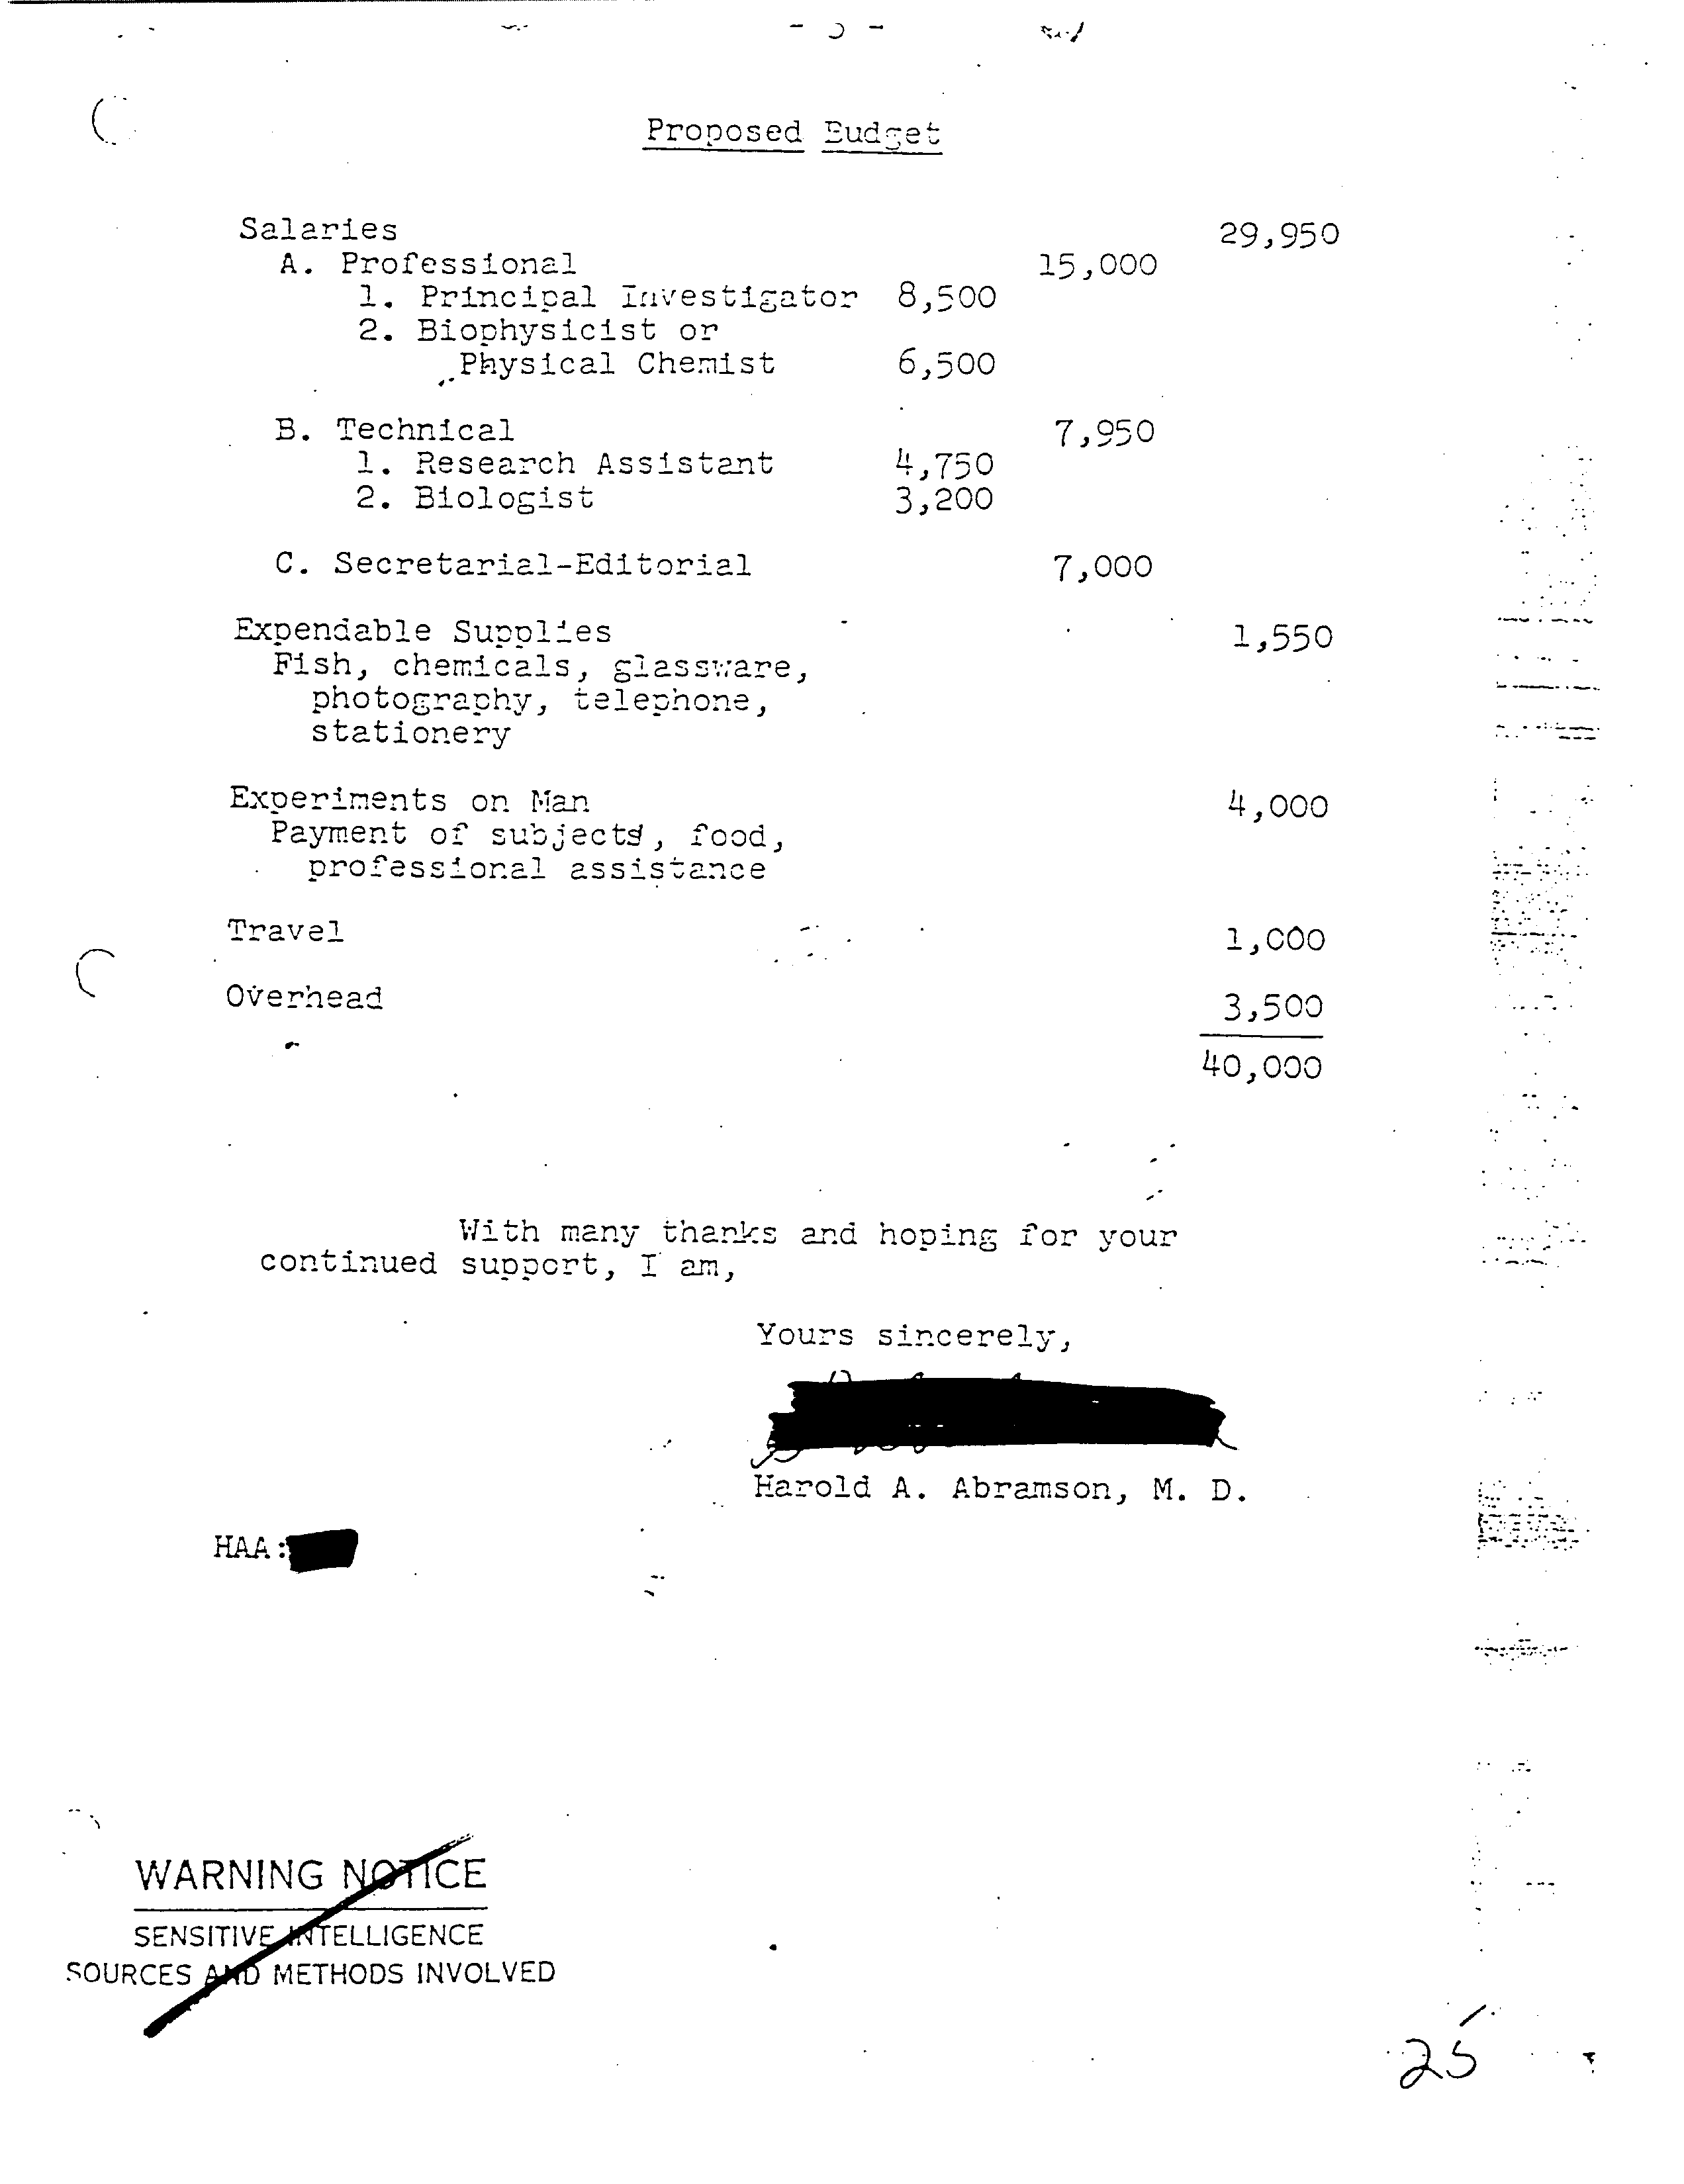 Proposed Budget
Salaries 29,950
A. Professional 15,000
1. Principal Investigator 8,500
2. Biophysicist or
Physical Chemist 6,500
B. Technical 7,950
1. Research Assistant 4,750
2. Biologist 3,200
C. Secretarial-Editorial 7,000
Expendable Supplies 1,550
Fish, chemicals, glassware,
photography, telephone,
stationery
Experiments on Man 4,000
Payment of subjects, food,
professional assistance
Travel 1,000
Overhead 3,500
40,000
With many thanks and hoping for your
continued support, I am,
Yours sincerely,
Harold A. Abramson, M. D.
HAA:
WARNING NOTICE
SENSITIVE INTELLIGENCE
SOURCES AND METHODS INVOLVED
25